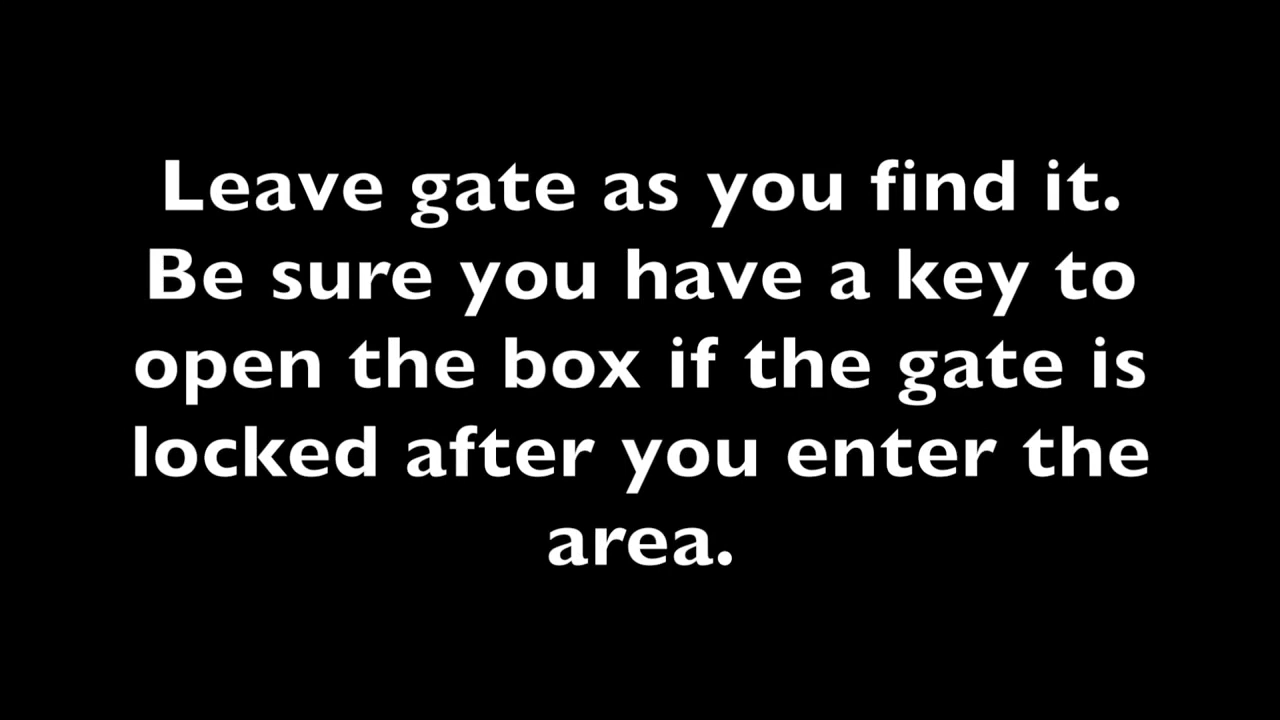 Leave gate as you find it.
Be sure you have a key to
open the box if the gate is
locked after you enter the
area.